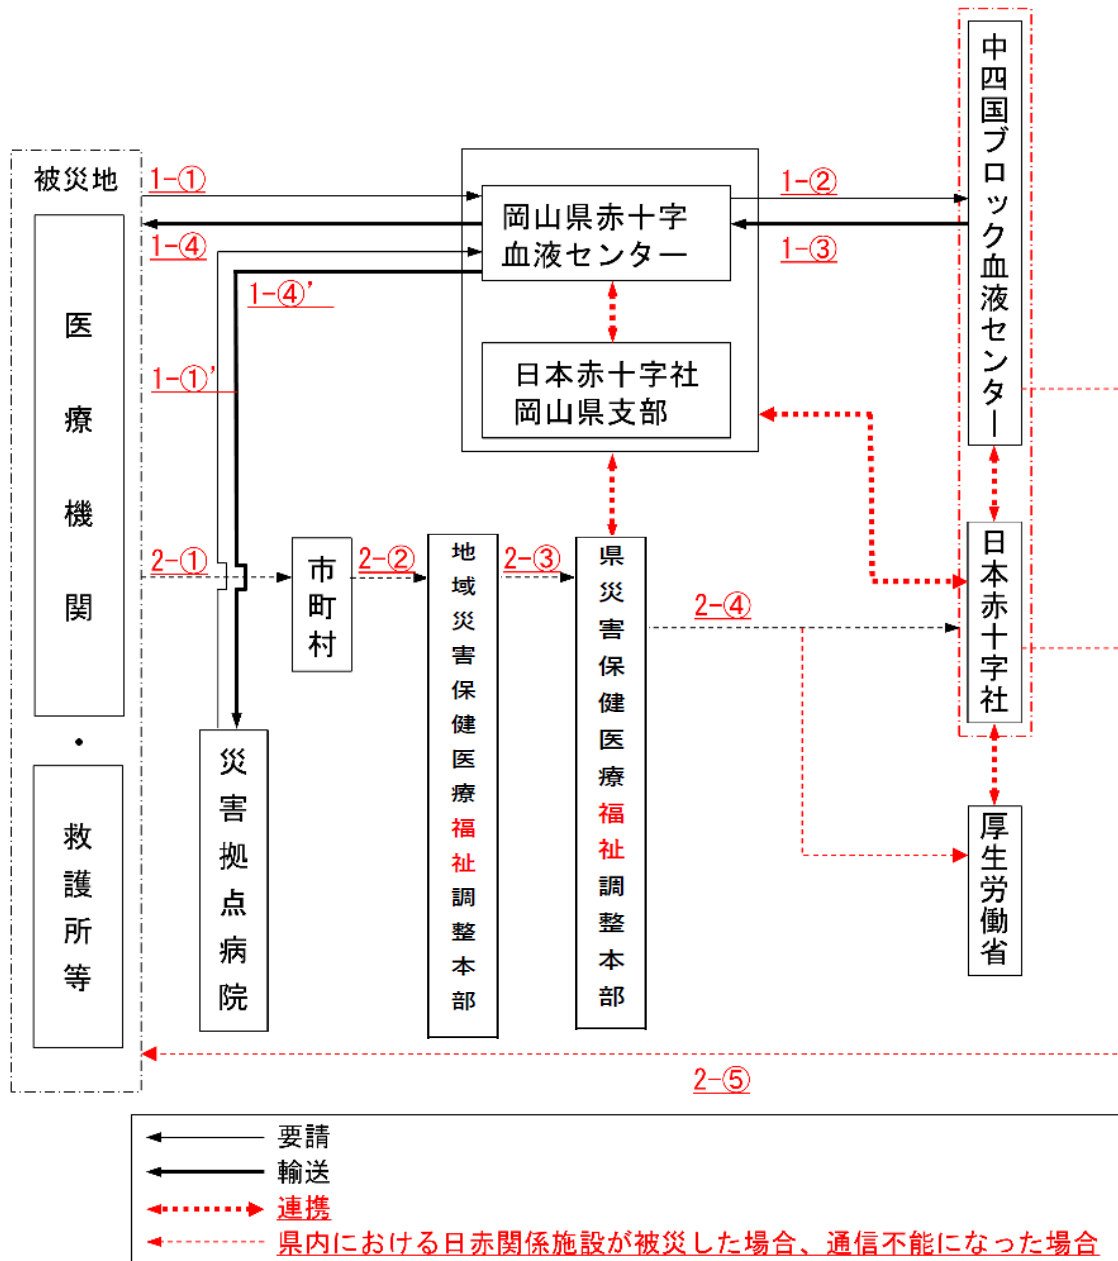 中四国ブロック血液センター
被災地
1-①
1-②
岡山県赤十字
血液センター
1-④
1-③
1-④'
医療機関
日本赤十字社
岡山県支部
1-①'
2-①
市町村
2-②
地域災害保健医療福祉調整本部
2-③
県災害保健医療福祉調整本部
日本赤十字社
2-④
・
災害拠点病院
救護所等
厚生労働省
2-⑤
要請
輸送
連携
県内における日赤関係施設が被災した場合、通信不能になった場合